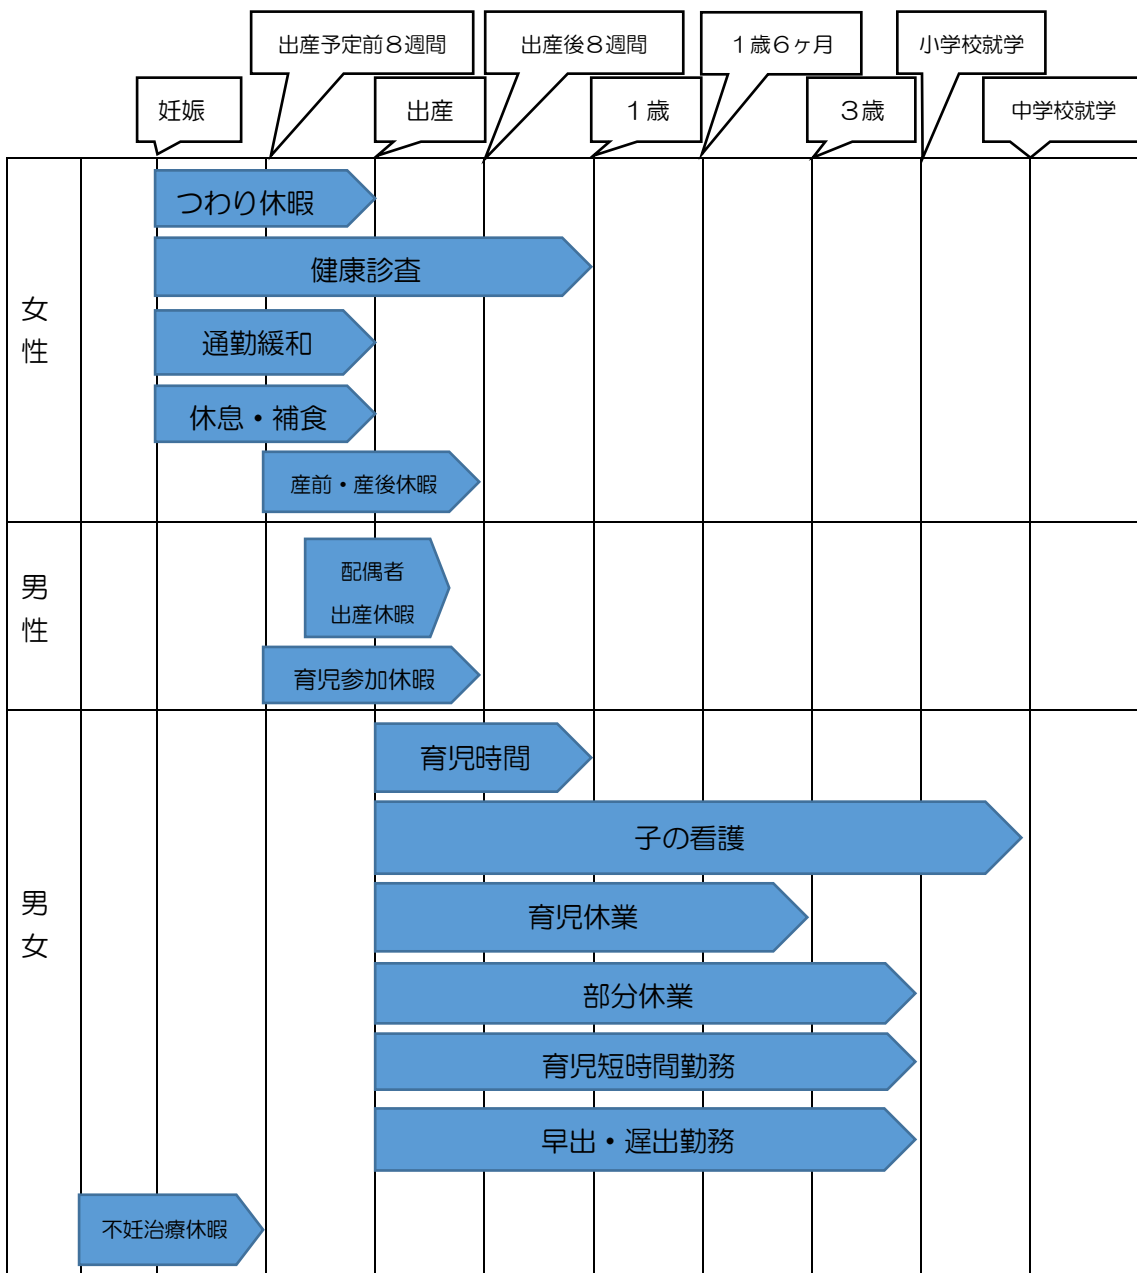 出産予定前８週間
出産後８週間
１歳６ヶ月
小学校就学
妊娠
出産
１歳
３歳
中学校就学
女性
つわり休暇
健康診査
通勤緩和
休息・補食
産前・産後休暇
男性
配偶者
出産休暇
育児参加休暇
男女
育児時間
子の看護
育児休業
部分休業
育児短時間勤務
早出・遅出勤務
不妊治療休暇